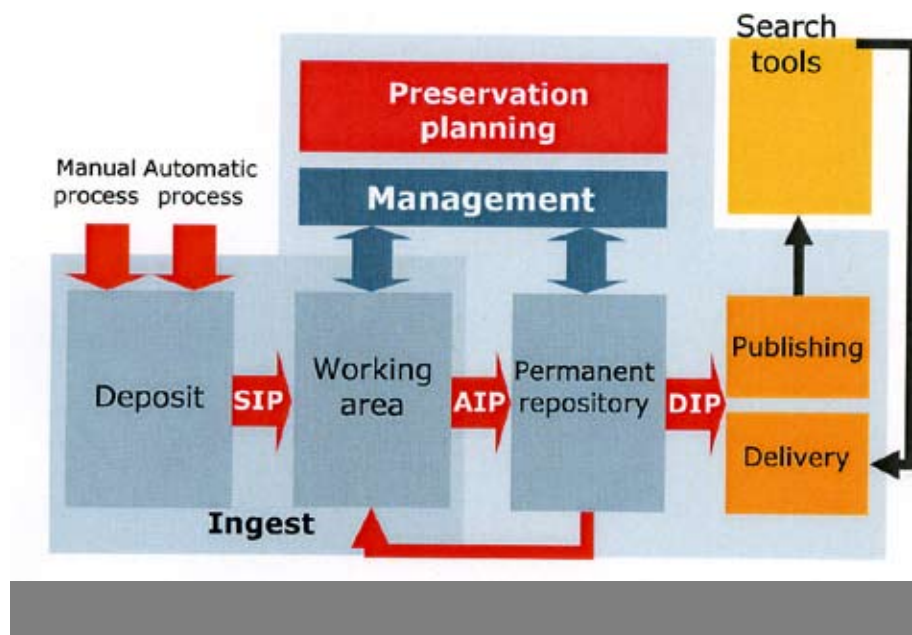 Search
tools
Preservation
planning
Manual Automatic
process process
Management
Deposit
SIP
Working
area
AIP
Permanent
repository
DIP
Publishing
Delivery
Ingest